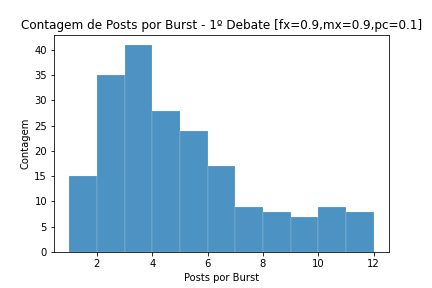 Contagem de Posts por Burst - 1º Debate [fx=0.9,mx=0.9,pc=0.1]
40
35
30
25
20
15
10
5
0
Contagem
2 4 6 8 10 12
Posts por Burst